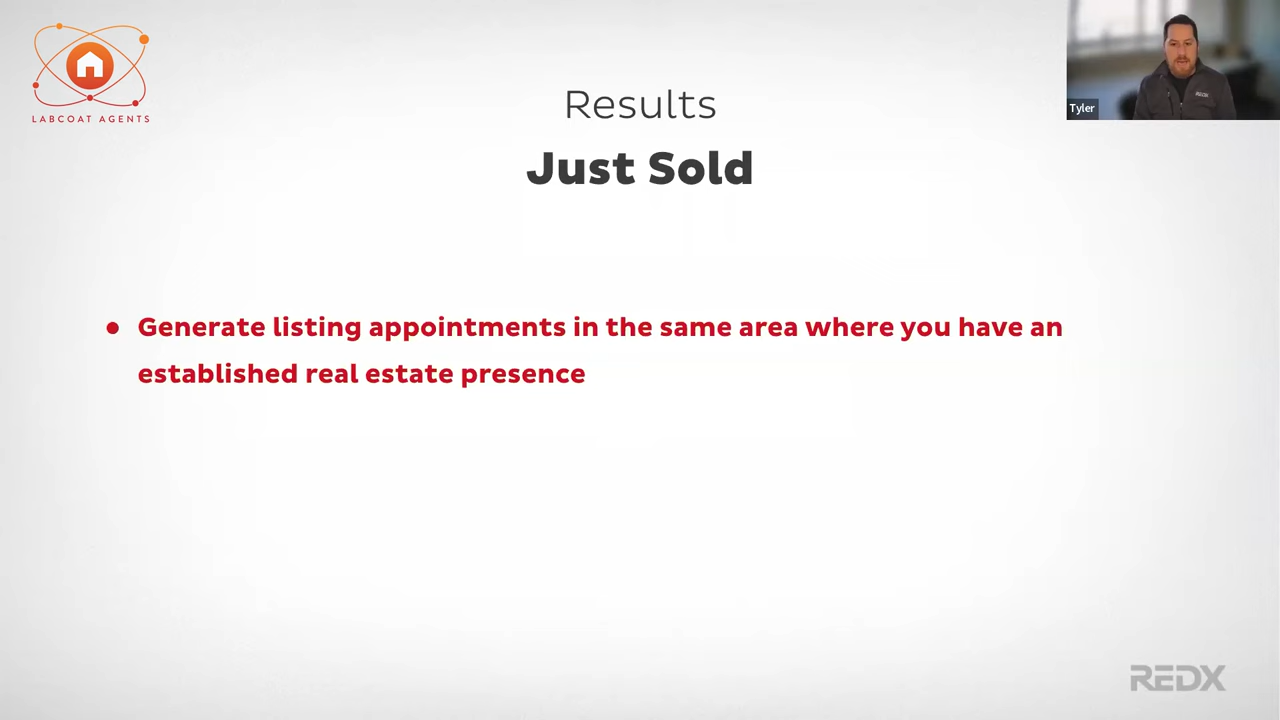 LABCOAT AGENTS
Results
Just Sold
Tyler
REDX
• Generate listing appointments in the same area where you have an
established real estate presence
REDX